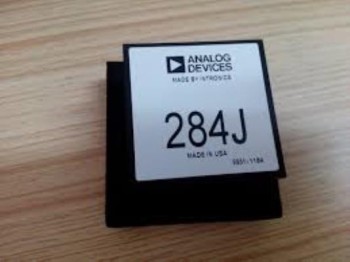 ANALOG
DEVICES
MADE BY INTRONICS
284J
MADE IN USA